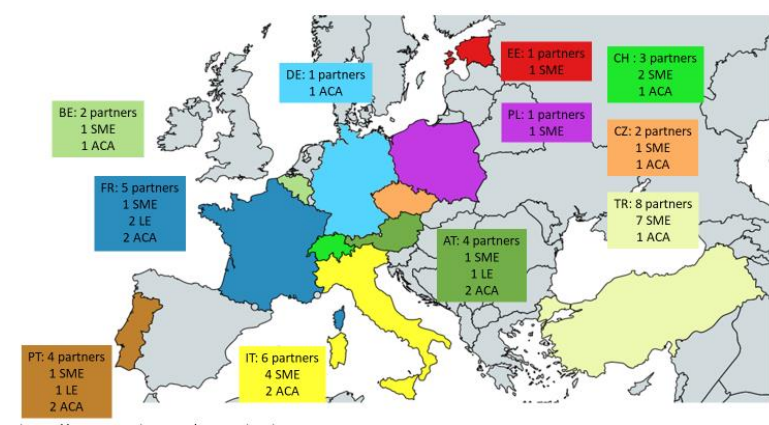 EE: 1 partners
1 SME
CH : 3 partners
2 SME
1 ACA
DE: 1 partners
1 ACA
BE: 2 partners
1 SME
1 ACA
PL: 1 partners
1 SME
CZ: 2 partners
1 SME
1 ACA
FR: 5 partners
1 SME
2 LE
2 ACA
TR: 8 partners
7 SME
1 ACA
AT: 4 partners
1 SME
1 LE
2 ACA
PT: 4 partners
1 SME
1 LE
2 ACA
IT: 6 partners
4 SME
2 ACA